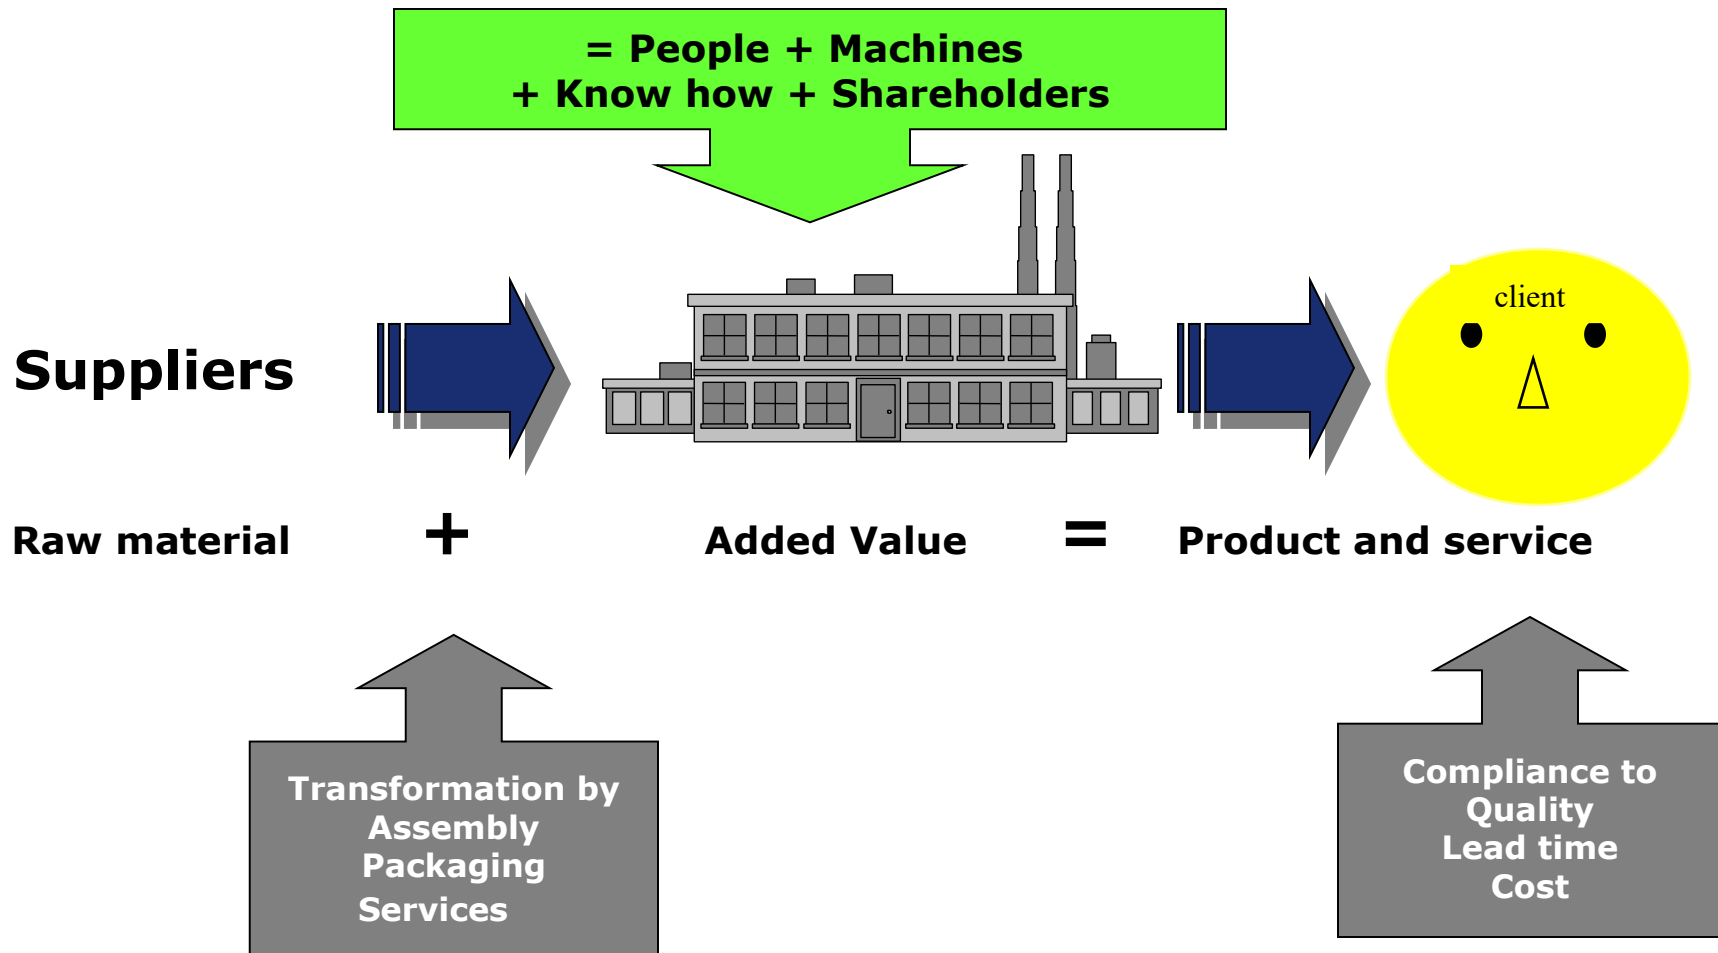 = People + Machines
+ Know how + Shareholders
client
Suppliers
Raw material + Added Value = Product and service
Transformation by
Assembly
Packaging
Services
Compliance to
Quality
Lead time
Cost